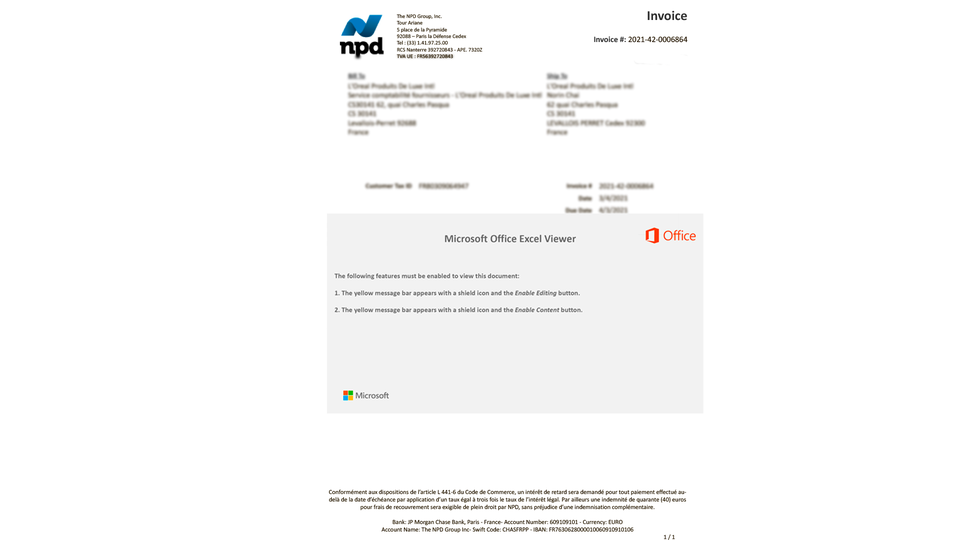 npd
The NPD Group, Inc.
Tour Ariane
5 place de la Pyramide
92088 – Paris la Défense Cedex
Tel : (33) 1.41.97.25.00
RCS Nanterre 392720843 - APE. 7320Z
TVA UE : FR56392720843
Invoice
Invoice #: 2021-42-0006864
Bill To
L'Oreal Produits De Luxe Intl
Service comptabilité fournisseurs - L'Oreal Produits De Luxe Intl
CS30141 62, quai Charles Pasqua
CS 30141
Levallois-Perret 92688
France
Ship To
L'Oreal Produits De Luxe Intl
Norin Chai
62 quai Charles Pasqua
CS 30141
LEVALLOIS PERRET Cedex 92300
France
Customer Tax ID
Invoice # 2021-42-0006864
Date 3/4/2021
Due Date 4/3/2021
Microsoft Office Excel Viewer
Office
The following features must be enabled to view this document:
1. The yellow message bar appears with a shield icon and the Enable Editing button.
2. The yellow message bar appears with a shield icon and the Enable Content button.
Microsoft
Conformément aux dispositions de l'article L 441-6 du Code de Commerce, un intérêt de retard sera demandé pour tout paiement effectué au-
delà de la date d'échéance par application d'un taux égal à trois fois le taux de l'intérêt légal. Par ailleurs une indemnité de quarante (40) euros
pour frais de recouvrement sera exigible de plein droit par NPD, sans préjudice d'une indemnisation complémentaire.
Bank: JP Morgan Chase Bank, Paris - France- Account Number: 609109101 - Currency: EURO
Account Name: The NPD Group Inc- Swift Code: CHASFRPP - IBAN: FR7630628000010060910910106
1 / 1